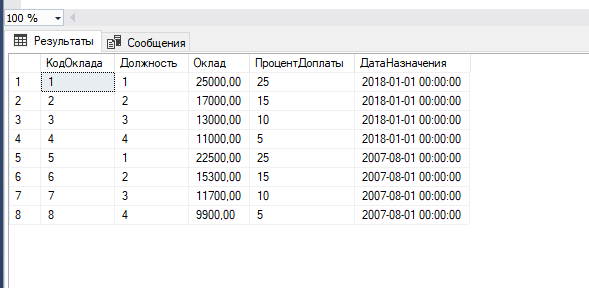 100 %
Результаты Сообщения
КодОклада Должность Оклад ПроцентДоплаты ДатаНазначения
1 1 1 25000,00 25 2018-01-01 00:00:00
2 2 2 17000,00 15 2018-01-01 00:00:00
3 3 3 13000,00 10 2018-01-01 00:00:00
4 4 4 11000,00 5 2018-01-01 00:00:00
5 5 1 22500,00 25 2007-08-01 00:00:00
6 6 2 15300,00 15 2007-08-01 00:00:00
7 7 3 11700,00 10 2007-08-01 00:00:00
8 8 4 9900,00 5 2007-08-01 00:00:00